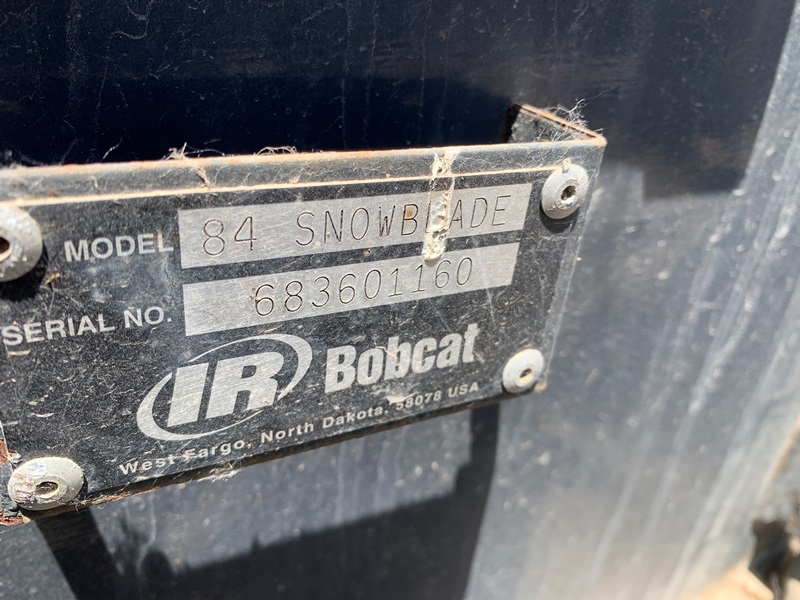 MODEL 84 SNOWBLADE
SERIAL NO. 683601160
IR Bobcat
West Fargo, North Dakota, 58078 USA